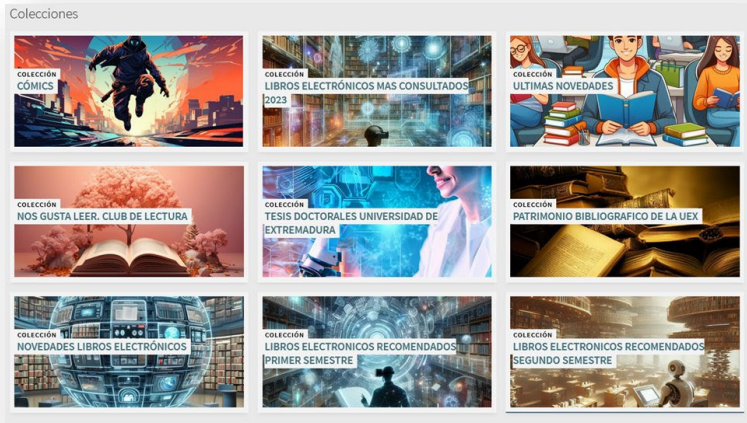 Colecciones
COLECCIÓN
CÓMICS
COLECCIÓN
LIBROS ELECTRÓNICOS MAS CONSULTADOS
2023
COLECCIÓN
ULTIMAS NOVEDADES
COLECCIÓN
NOS GUSTA LEER. CLUB DE LECTURA
COLECCIÓN
TESIS DOCTORALES UNIVERSIDAD DE
EXTREMADURA
COLECCIÓN
PATRIMONIO BIBLIOGRAFICO DE LA UEX
COLECCIÓN
NOVEDADES LIBROS ELECTRÓNICOS
COLECCIÓN
LIBROS ELECTRONICOS RECOMENDADOS
PRIMER SEMESTRE
COLECCIÓN
LIBROS ELECTRONICOS RECOMENDADOS
SEGUNDO SEMESTRE